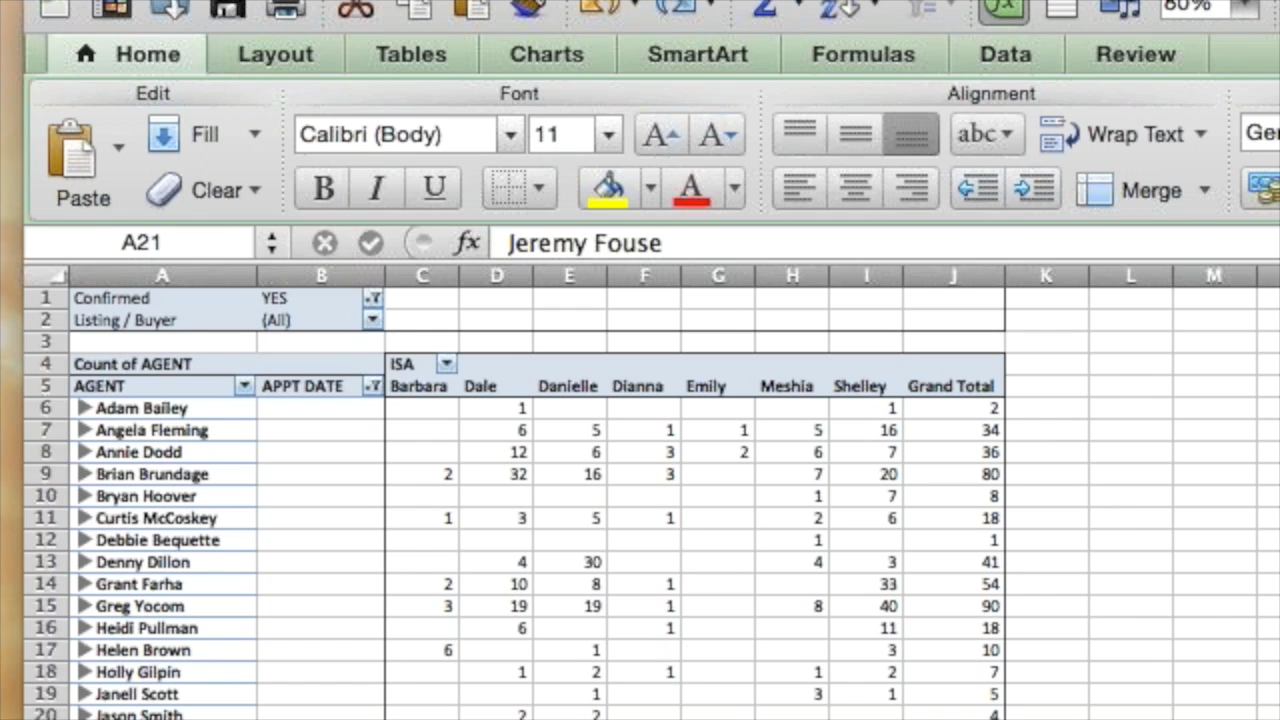 80%
Home Layout Tables Charts SmartArt Formulas Data Review
Edit Font Alignment
Fill Calibri (Body) 11 A A abc Wrap Text
Paste Clear B I U A Merge
A21 fx Jeremy Fouse
A B C D E F G H I J K L M
1 Confirmed YES
2 Listing / Buyer (All)
3
4 Count of AGENT ISA
5 AGENT APPT DATE Barbara Dale Danielle Dianna Emily Meshia Shelley Grand Total
6 Adam Bailey 1 1 2
7 Angela Fleming 6 5 1 1 5 16 34
8 Annie Dodd 12 6 3 2 6 7 36
9 Brian Brundage 2 32 16 3 7 20 80
10 Bryan Hoover 1 7 8
11 Curtis McCoskey 1 3 5 1 2 6 18
12 Debbie Bequette 1 1
13 Denny Dillon 4 30 4 3 41
14 Grant Farha 2 10 8 1 33 54
15 Greg Yocom 3 19 19 1 8 40 90
16 Heidi Pullman 6 1 11 18
17 Helen Brown 6 1 3 10
18 Holly Gilpin 1 2 1 1 2 7
19 Janell Scott 1 3 1 5
20 Jason Smith 2 2 4